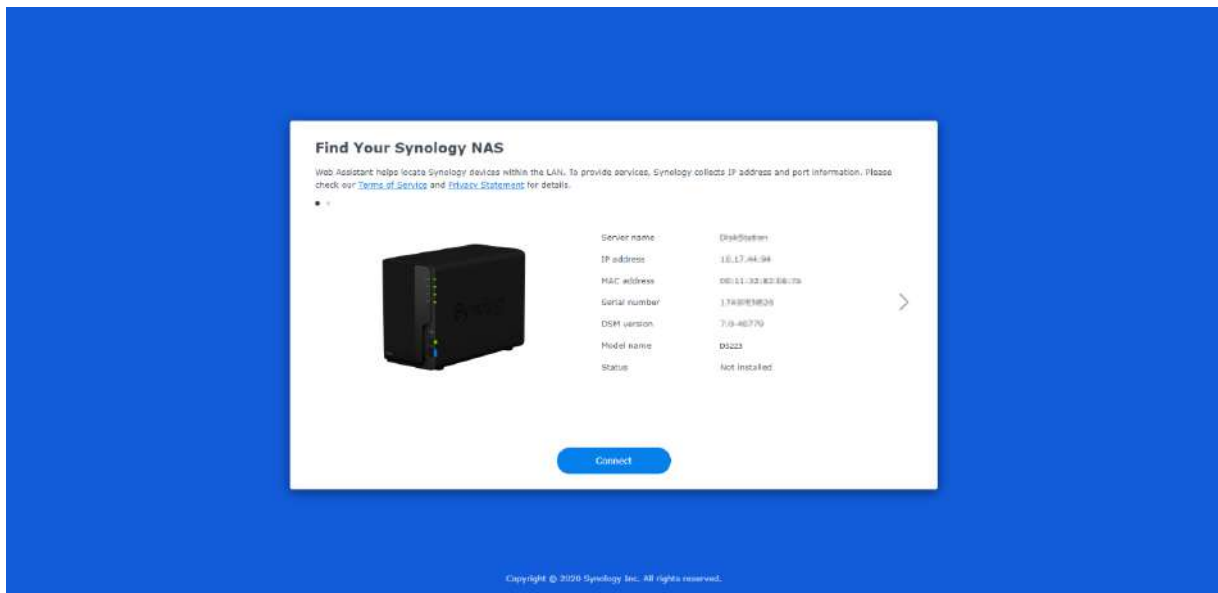 Find Your Synology NAS
Web Assistant helps locate Synology devices within the LAN. To provide services, Synology collects IP address and port information. Please
check our Terms of Service and Privacy Statement for details.
Server name DiskStation
IP address
MAC address
Serial number
DSM version
Model name DS223
Status Not installed
Connect
Copyright © 2020 Synology Inc. All rights reserved.